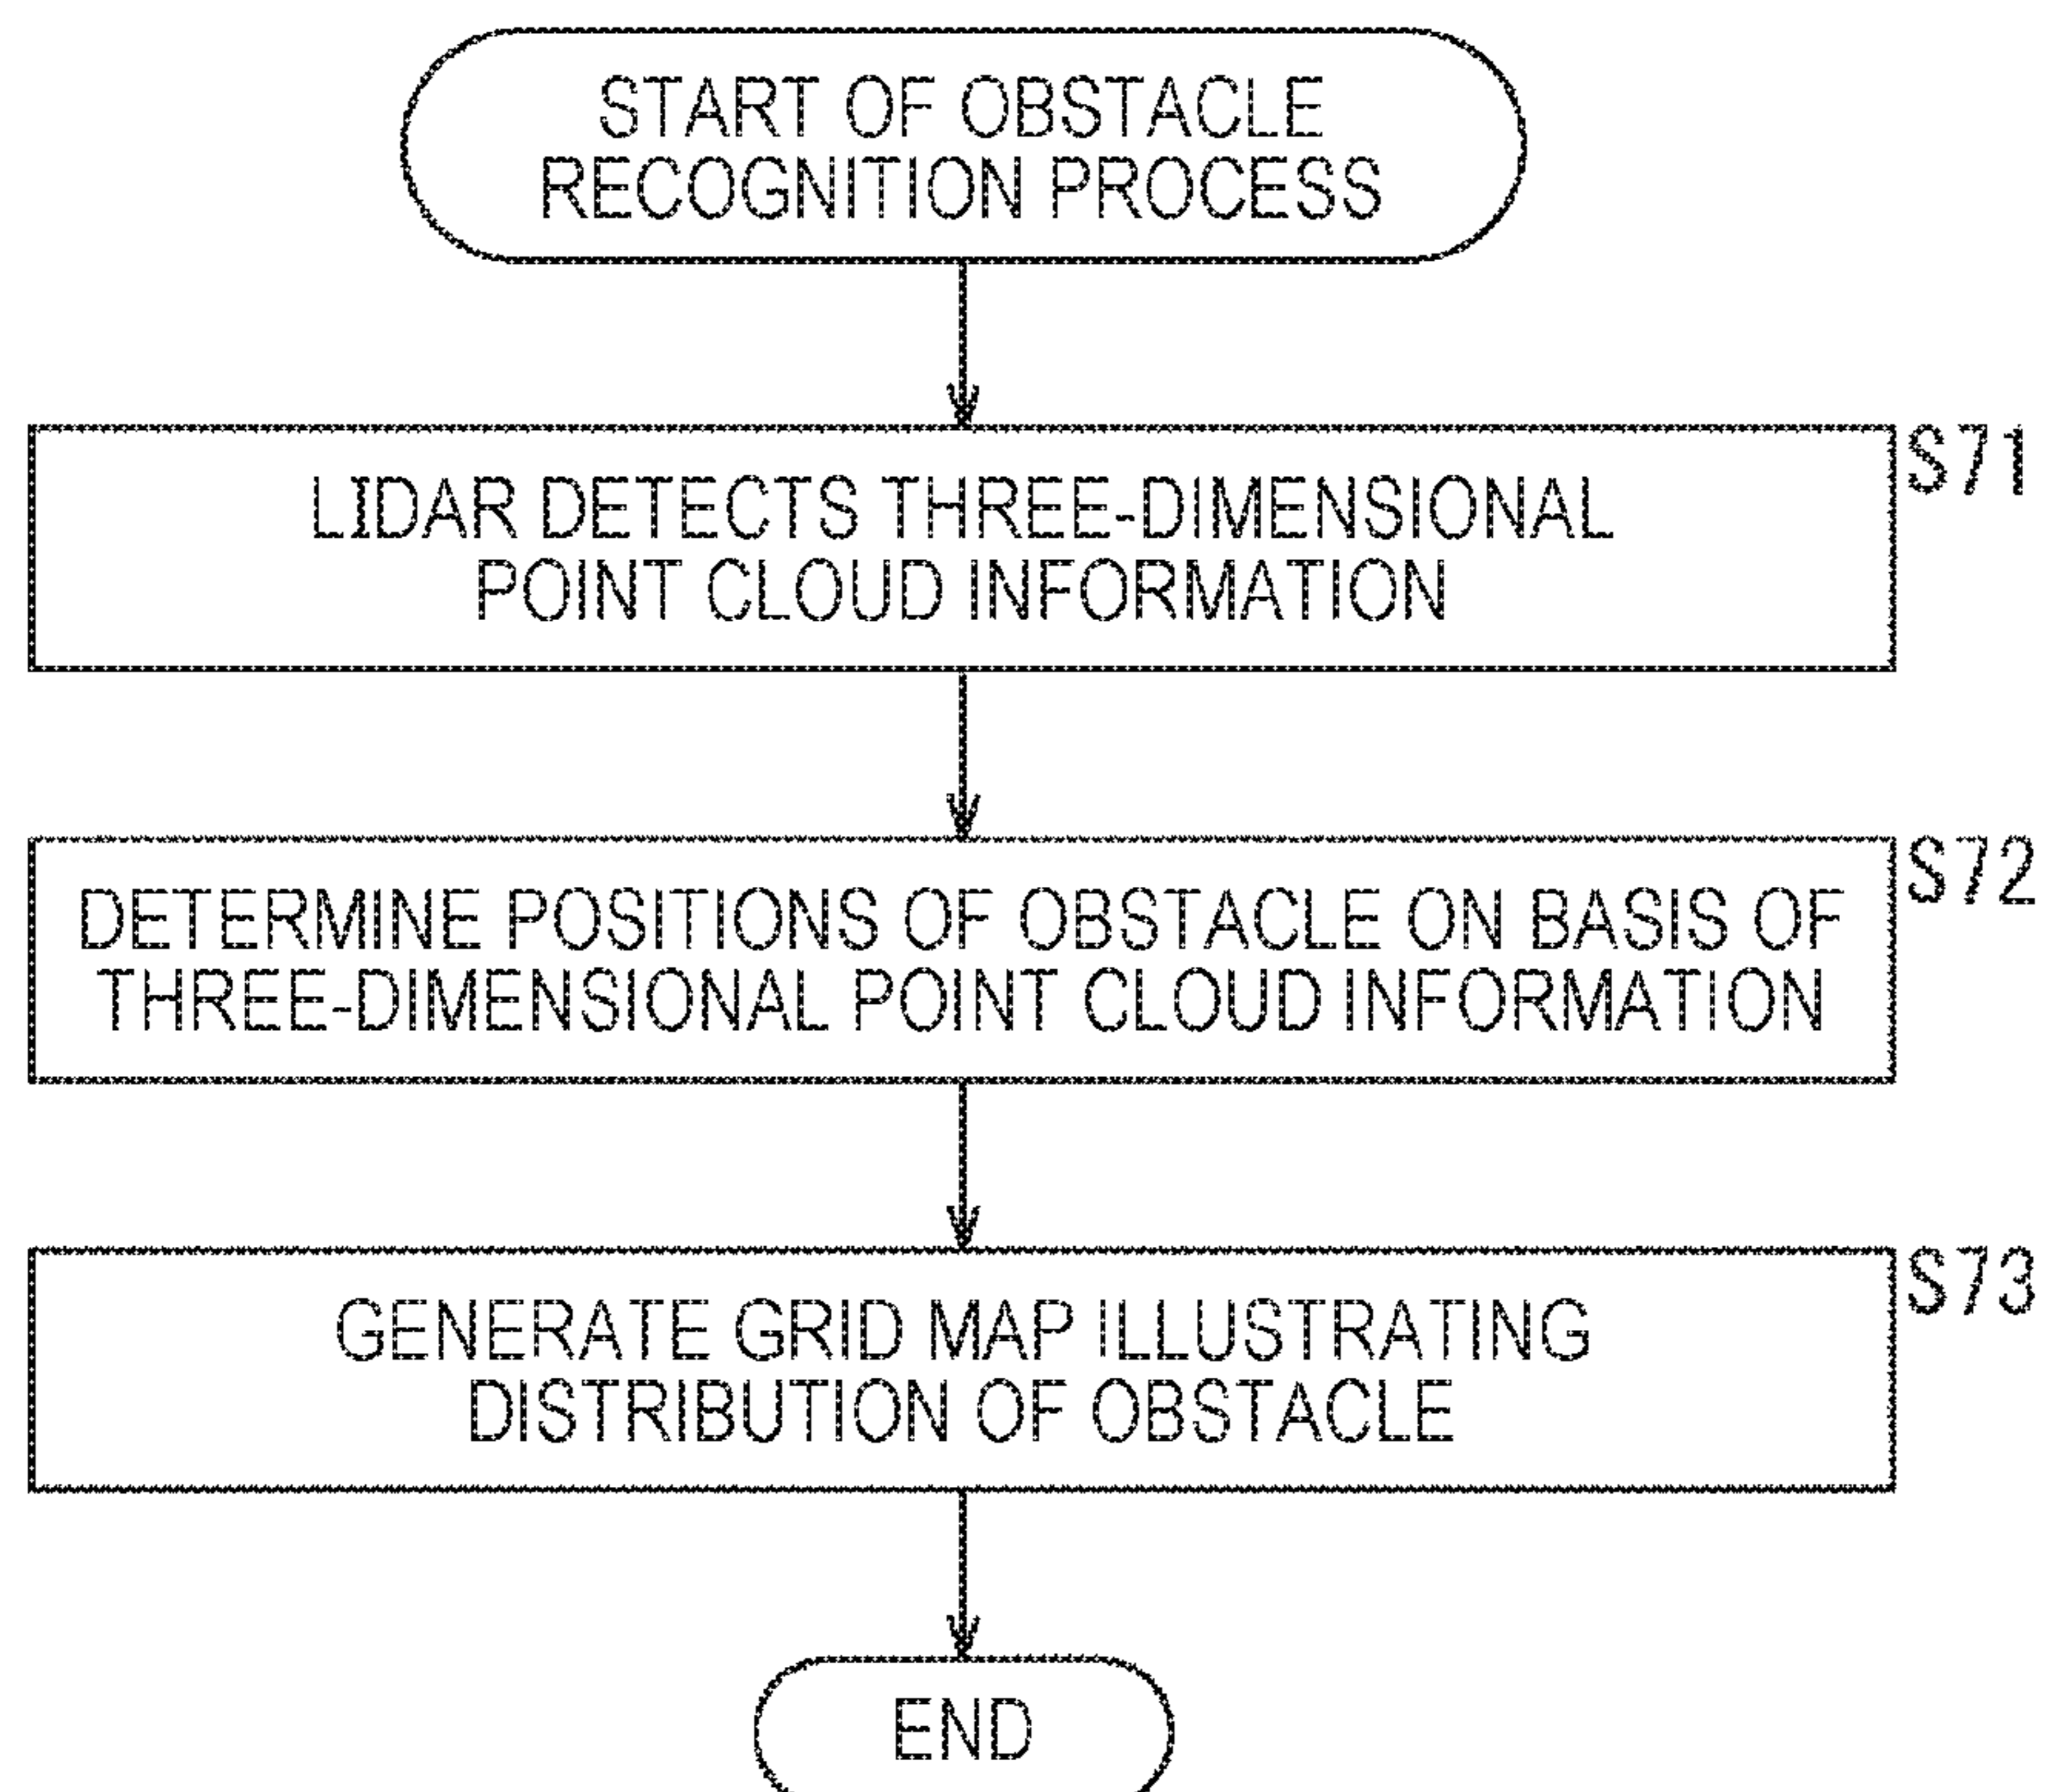 START OF OBSTACLE
RECOGNITION PROCESS
S71
LIDAR DETECTS THREE-DIMENSIONAL
POINT CLOUD INFORMATION
S72
DETERMINE POSITIONS OF OBSTACLE ON BASIS OF
THREE-DIMENSIONAL POINT CLOUD INFORMATION
S73
GENERATE GRID MAP ILLUSTRATING
DISTRIBUTION OF OBSTACLE
END